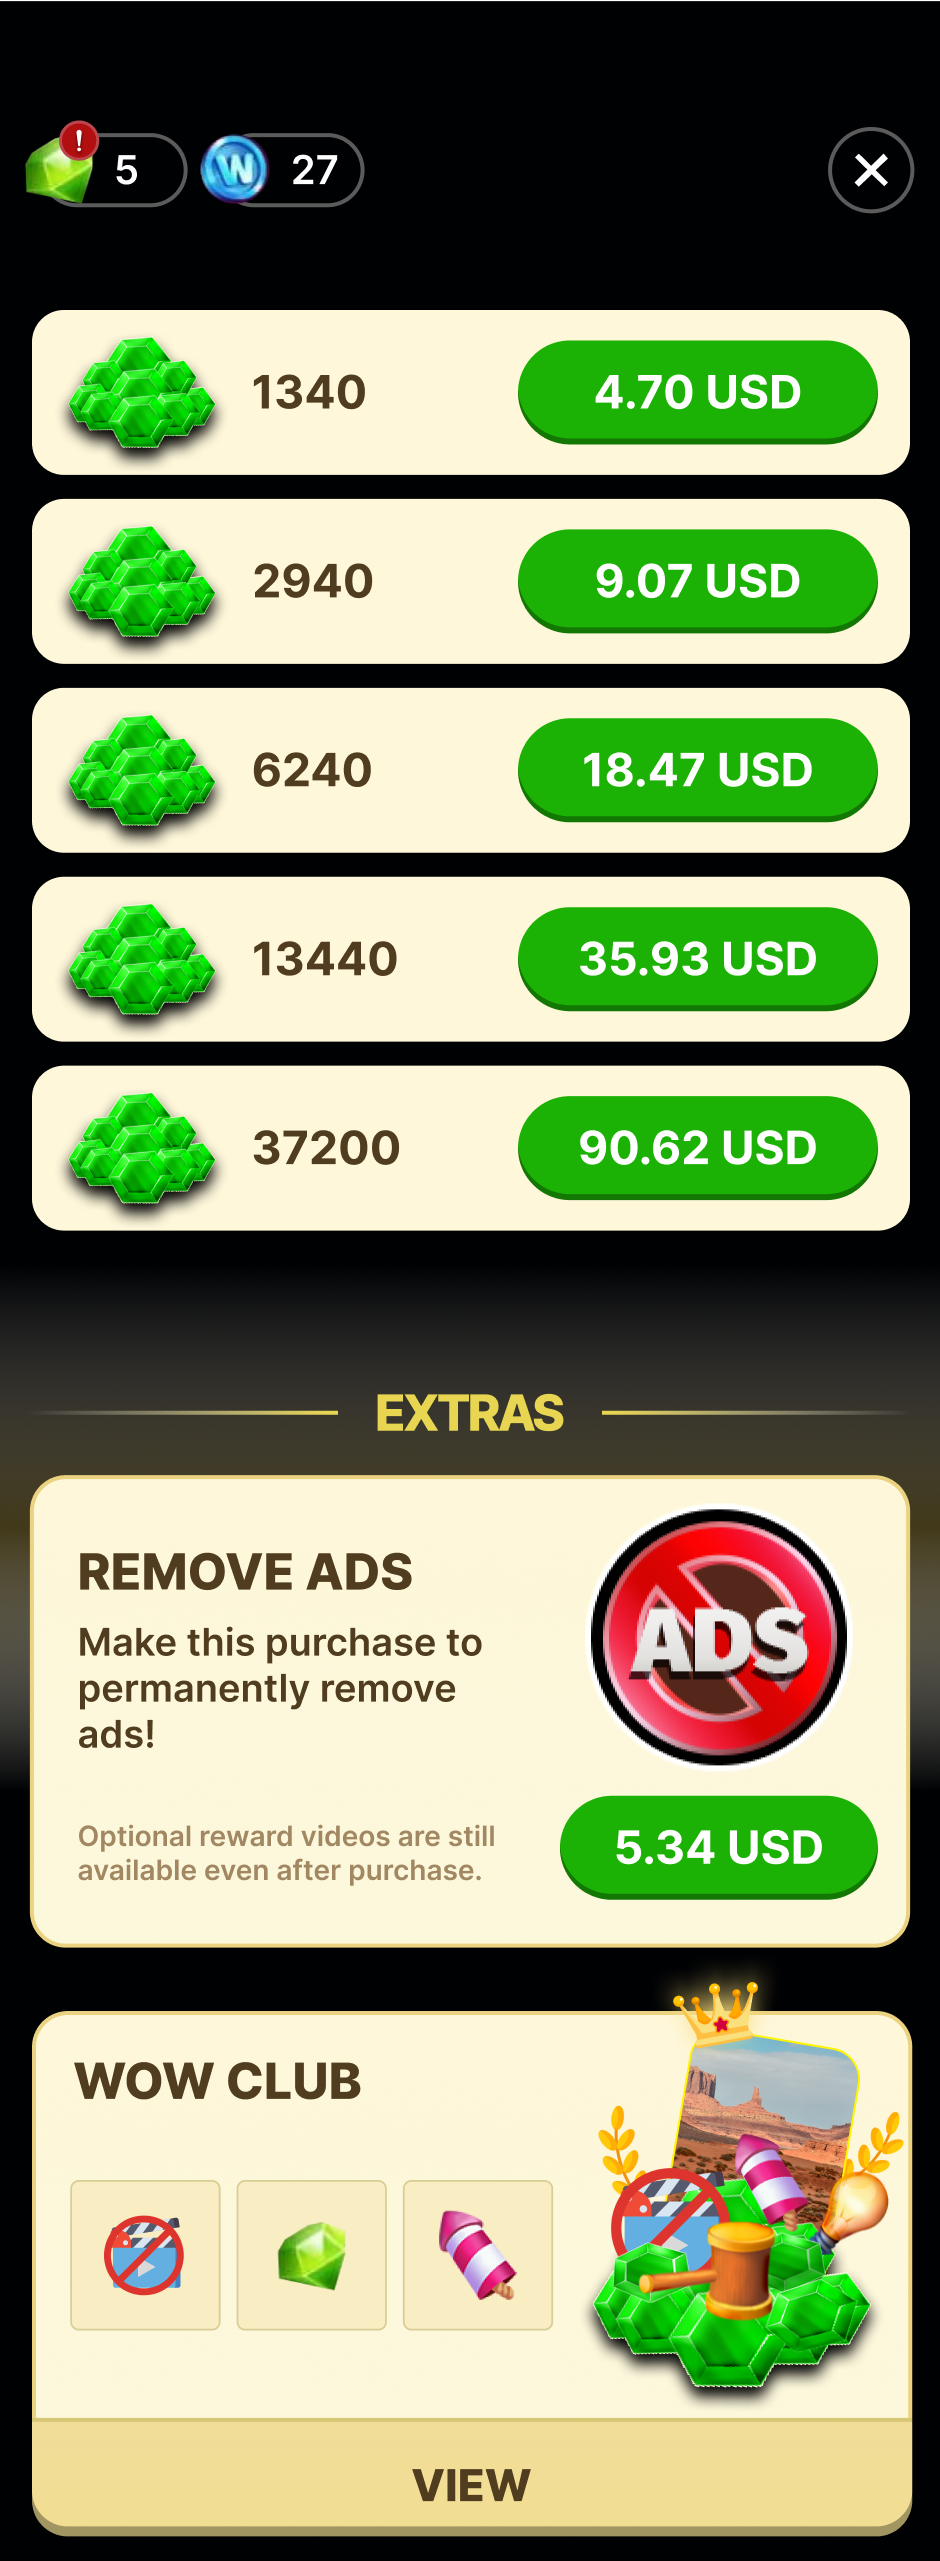 !
5
W
27
1340
4.70 USD
2940
9.07 USD
6240
18.47 USD
13440
35.93 USD
37200
90.62 USD
EXTRAS
REMOVE ADS
Make this purchase to
permanently remove
ads!
ADS
Optional reward videos are still
available even after purchase.
5.34 USD
WOW CLUB
VIEW